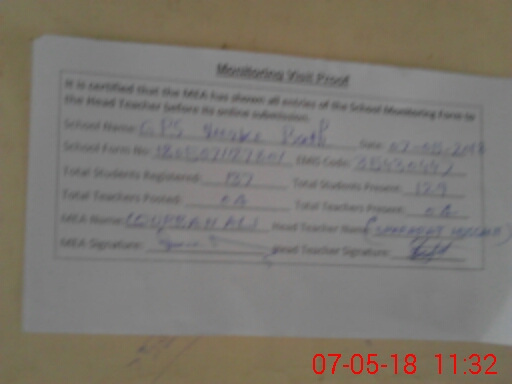 Monitoring Visit Proof
It is certified that the MEA has shown all entries of the School Monitoring Form to
the Head Teacher before its online submission.
School Name: GPS Date: 07-05-2018
School Form No: EMIS Code:
Total Students Registered: 137 Total Students Present: 129
Total Teachers Posted: 04 Total Teachers Present: 04
MEA Name: QURBAN ALI Head Teacher Name
MEA Signature: Head Teacher Signature:
07-05-18 11:32